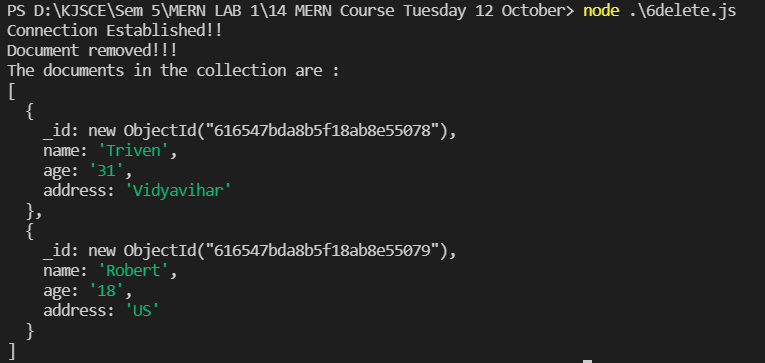 PS D:\KJSCE\Sem 5\MERN LAB 1\14 MERN Course Tuesday 12 October> node .\6delete.js
Connection Established!!
Document removed!!!
The documents in the collection are :
[
  {
    _id: new ObjectId("616547bda8b5f18ab8e55078"),
    name: 'Triven',
    age: '31',
    address: 'Vidyavihar'
  },
  {
    _id: new ObjectId("616547bda8b5f18ab8e55079"),
    name: 'Robert',
    age: '18',
    address: 'US'
  }
]